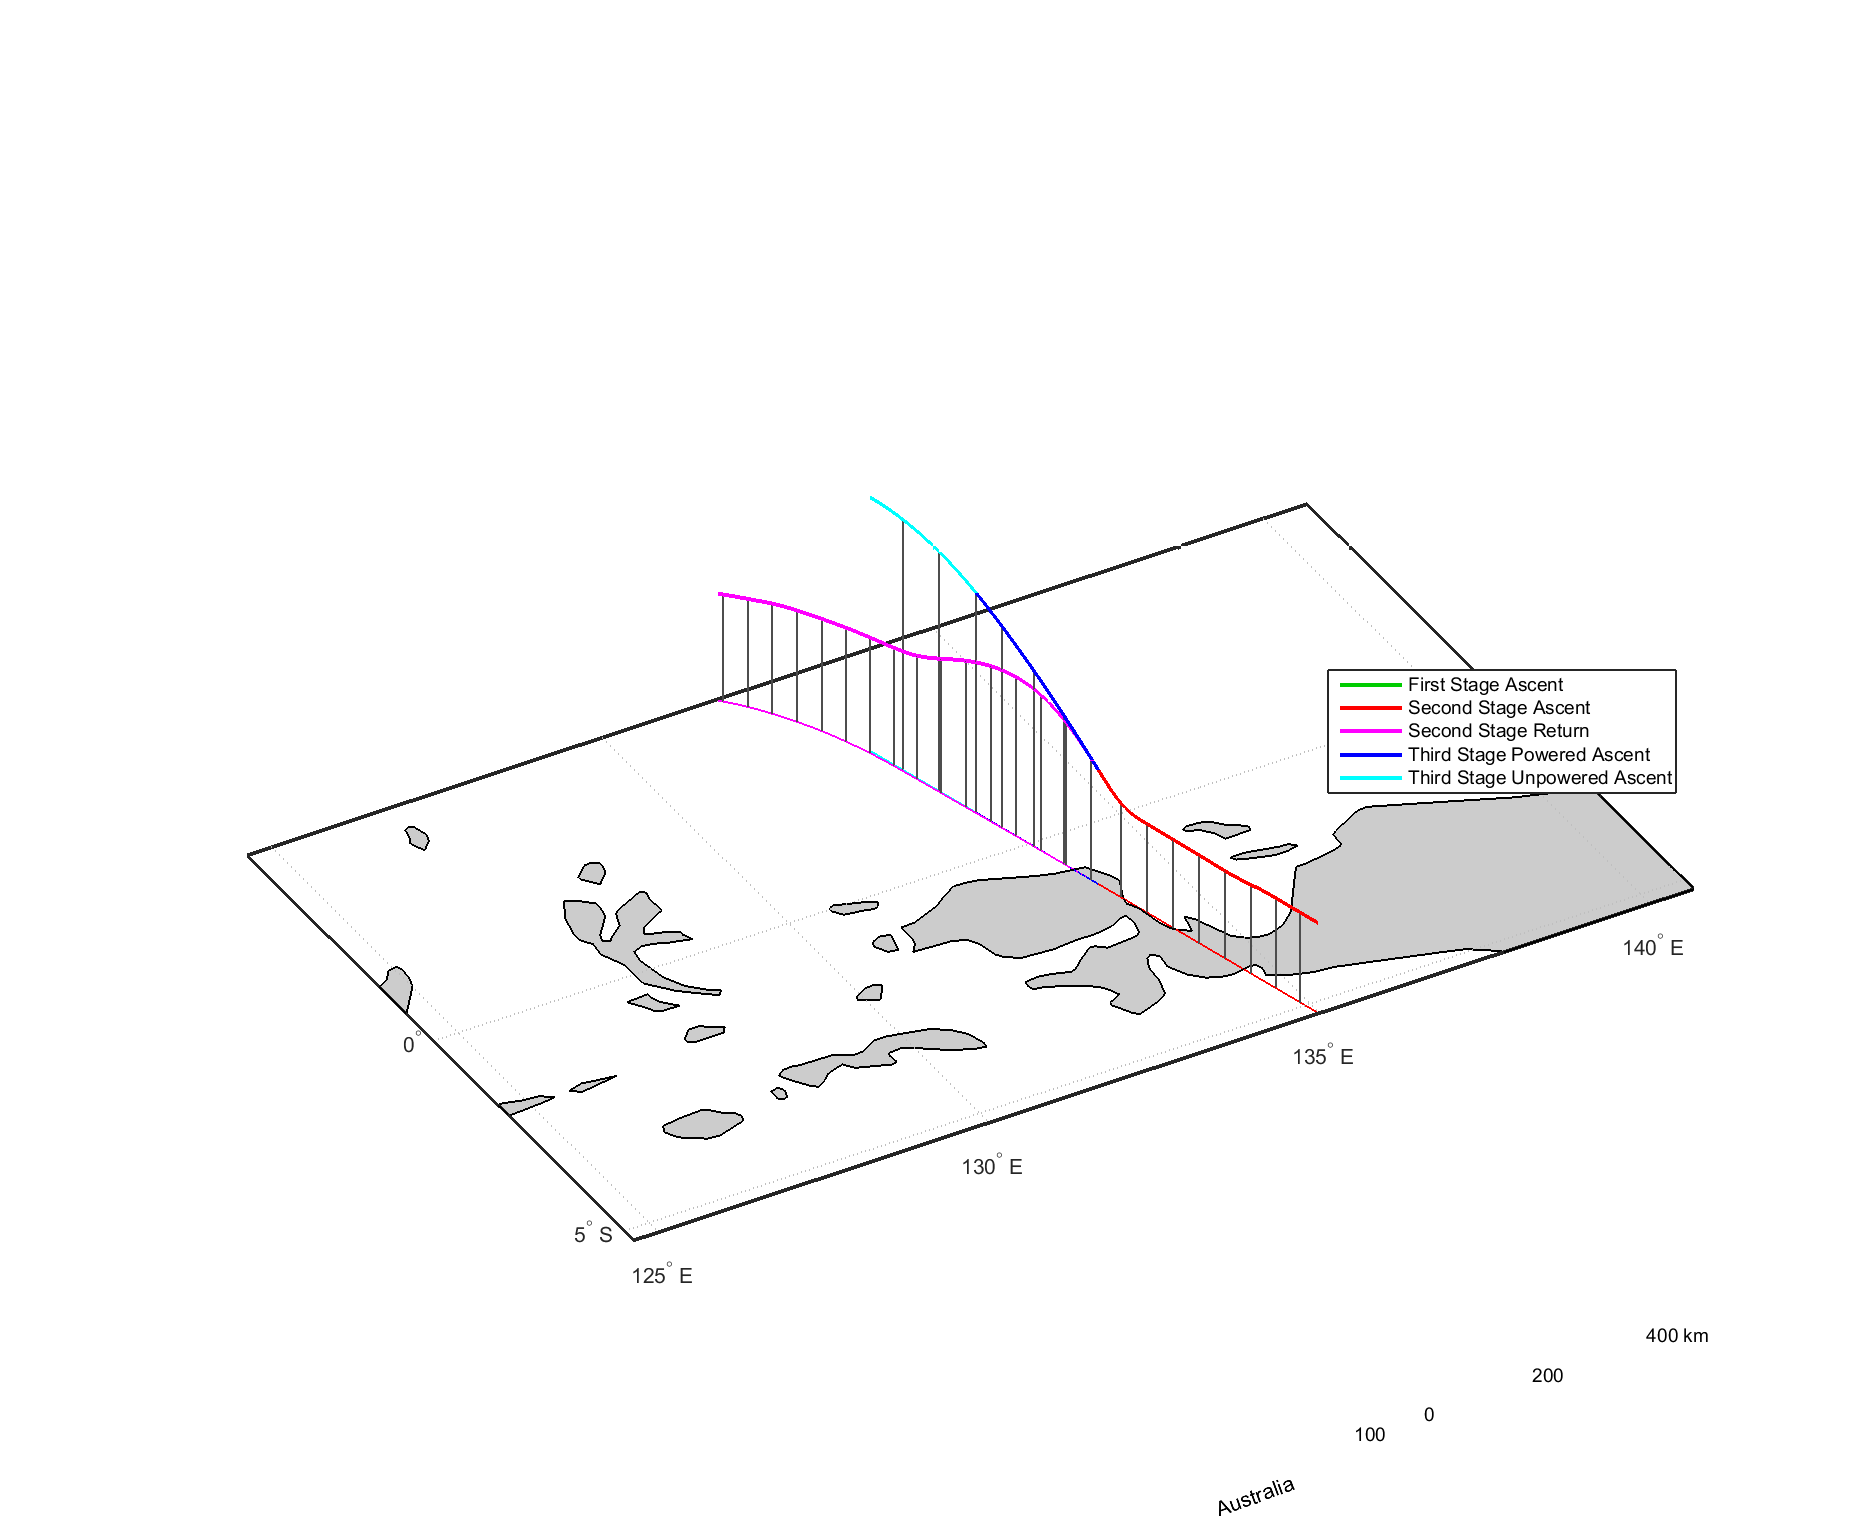 First Stage Ascent
Second Stage Ascent
Second Stage Return
Third Stage Powered Ascent
Third Stage Unpowered Ascent
140° E
0°
135° E
130° E
5° S
125° E
400 km
200
0
100
Australia